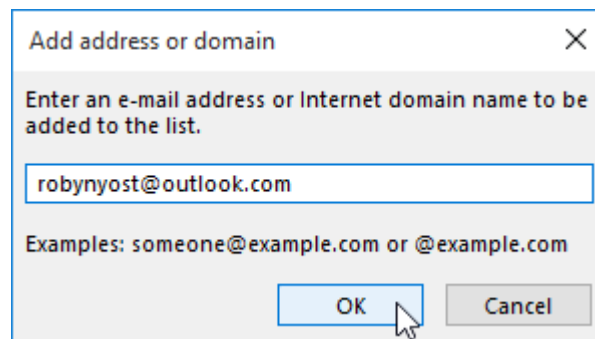 Add address or domain
Enter an e-mail address or Internet domain name to be
added to the list.
robynyost@outlook.com
Examples: someone@example.com or @example.com
OK
Cancel